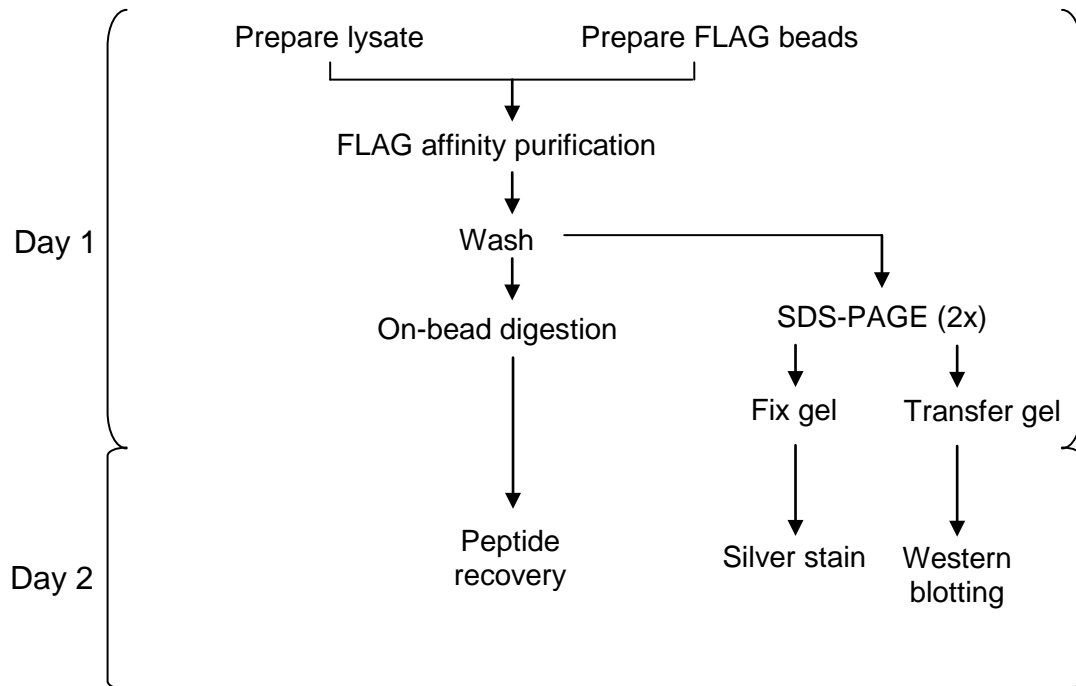 Prepare lysate
Prepare FLAG beads
FLAG affinity purification
Day 1
Wash
On-bead digestion
SDS-PAGE (2x)
Fix gel
Transfer gel
Day 2
Peptide
recovery
Silver stain
Western
blotting